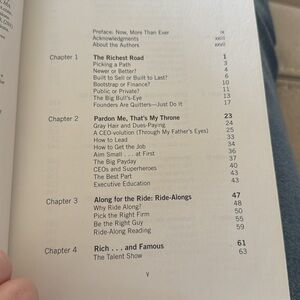 Preface: Now, More Than Ever ix
Acknowledgments xxiii
About the Authors xxvii
Chapter 1 The Richest Road 1
Picking a Path 3
Newer or Better? 4
Built to Sell or Built to Last? 6
Bootstrap or Finance? 10
Public or Private? 11
The Big Bull's-Eye 13
Founders Are Quitters—Just Do It 17
Chapter 2 Pardon Me, That's My Throne 23
Gray Hair and Dues-Paying 24
A CEO-volution (Through My Father's Eyes) 25
How to Lead 33
How to Get the Job 34
Aim Small . . . at First 36
The Big Payday 37
CEOs and Superheroes 40
The Best Part 43
Executive Education 43
Chapter 3 Along for the Ride: Ride-Alongs 47
Why Ride Along? 48
Pick the Right Firm 50
Be the Right Guy 55
Ride-Along Reading 59
Chapter 4 Rich . . . and Famous 61
The Talent Show 63
v